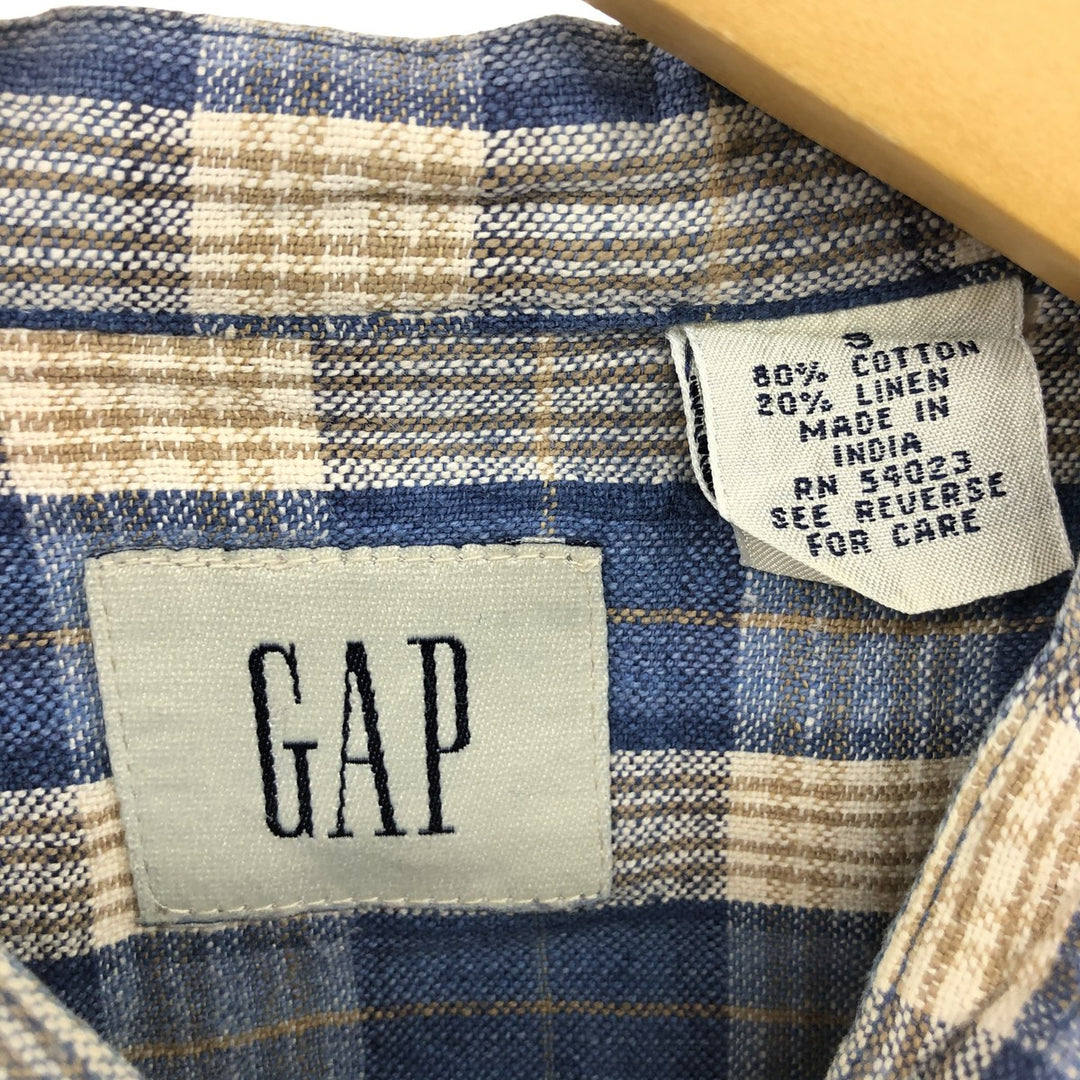 S
80% COTTON
20% LINEN
MADE IN
INDIA
RN 54023
SEE REVERSE
FOR CARE
GAP